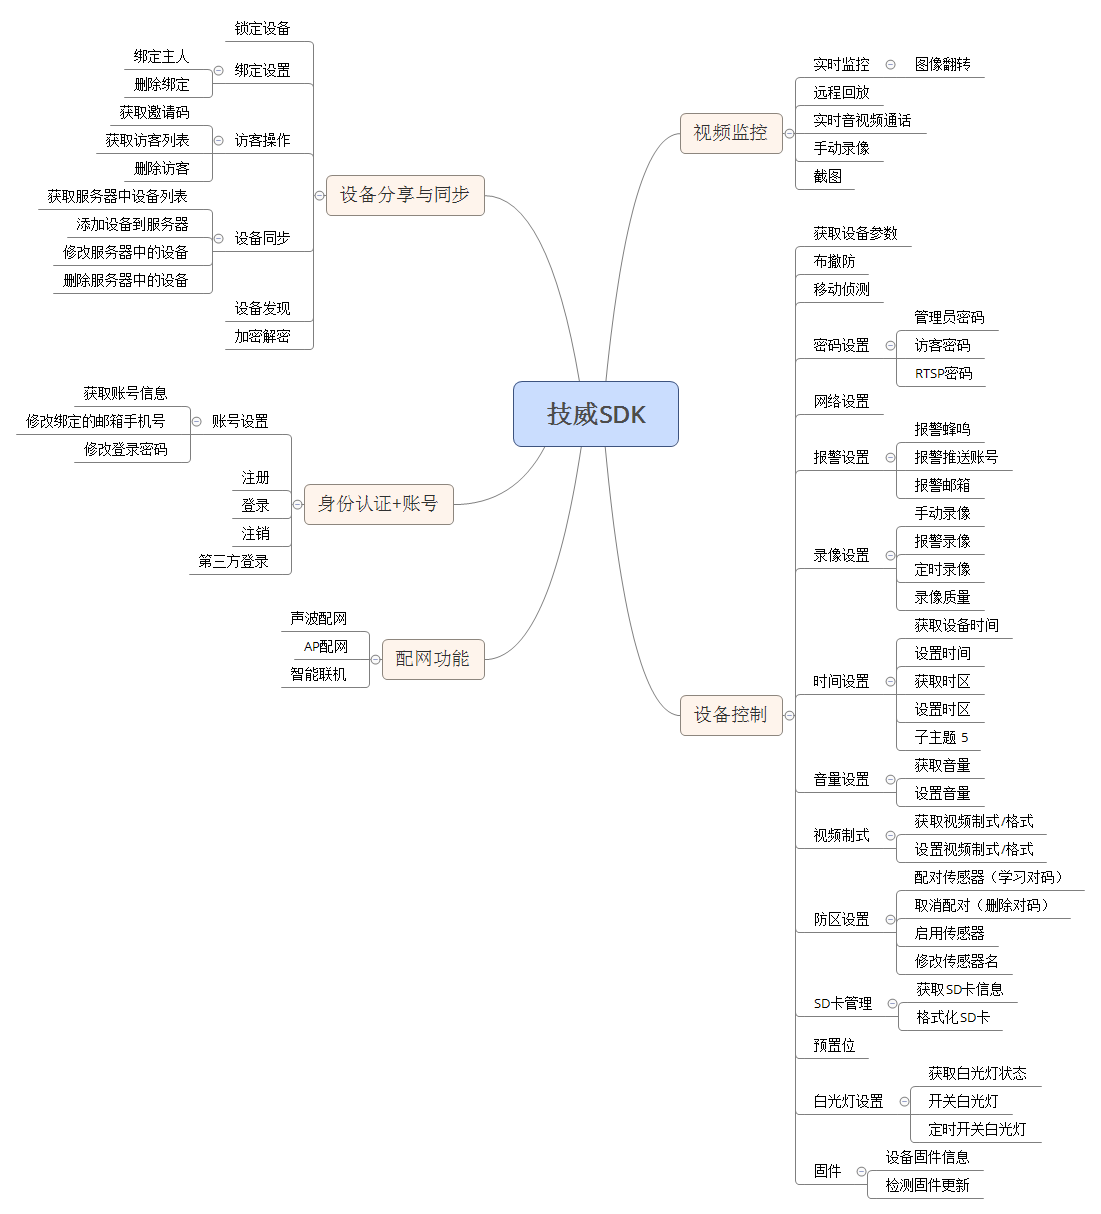 技威SDK
视频监控
实时监控
图像翻转
远程回放
实时音视频通话
手动录像
截图
设备控制
获取设备参数
布撤防
移动侦测
密码设置
管理员密码
访客密码
RTSP密码
网络设置
报警设置
报警蜂鸣
报警推送账号
报警邮箱
录像设置
手动录像
报警录像
定时录像
录像质量
时间设置
获取设备时间
设置时间
获取时区
设置时区
子主题 5
音量设置
获取音量
设置音量
视频制式
获取视频制式/格式
设置视频制式/格式
防区设置
配对传感器（学习对码）
取消配对（删除对码）
启用传感器
修改传感器名
SD卡管理
获取SD卡信息
格式化SD卡
预置位
白光灯设置
获取白光灯状态
开关白光灯
定时开关白光灯
固件
设备固件信息
检测固件更新
设备分享与同步
锁定设备
绑定设置
绑定主人
删除绑定
访客操作
获取邀请码
获取访客列表
删除访客
设备同步
获取服务器中设备列表
添加设备到服务器
修改服务器中的设备
删除服务器中的设备
设备发现
加密解密
身份认证+账号
账号设置
获取账号信息
修改绑定的邮箱手机号
修改登录密码
注册
登录
注销
第三方登录
配网功能
声波配网
AP配网
智能联机